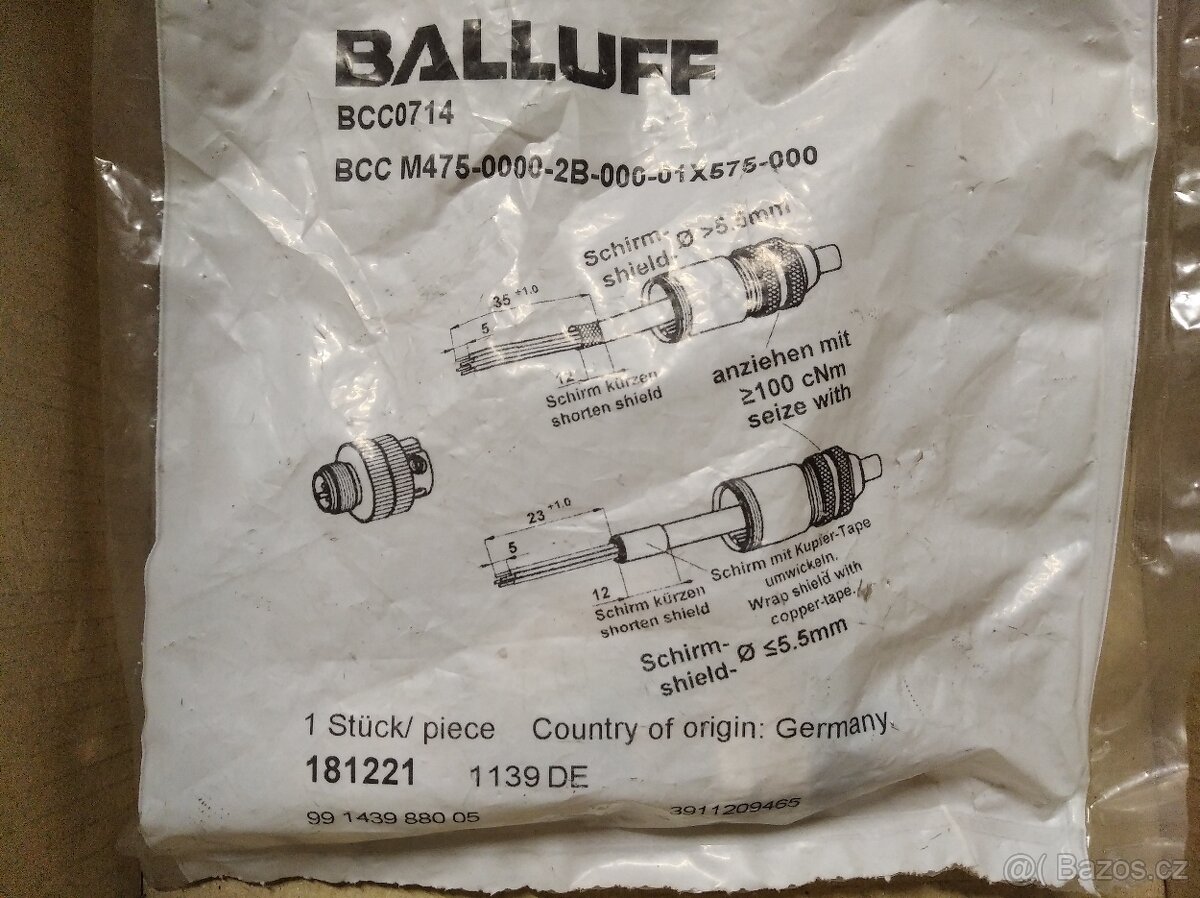 BALLUFF
BCC0714
BCC M475-0000-2B-000-01X575-000
Schirm-
shield-
Ø >5.5mm
35 +1.0
5
12
Schirm kürzen
shorten shield
anziehen mit
≥100 cNm
seize with
23 +1.0
5
12
Schirm kürzen
shorten shield
Schirm mit Kupfer-Tape
umwickeln.
Wrap shield with
copper-tape.
Schirm-
shield-
Ø ≤5.5mm
1 Stück/ piece Country of origin: Germany
181221 1139 DE
99 1439 880 05 3911209465
@( Bazos.cz